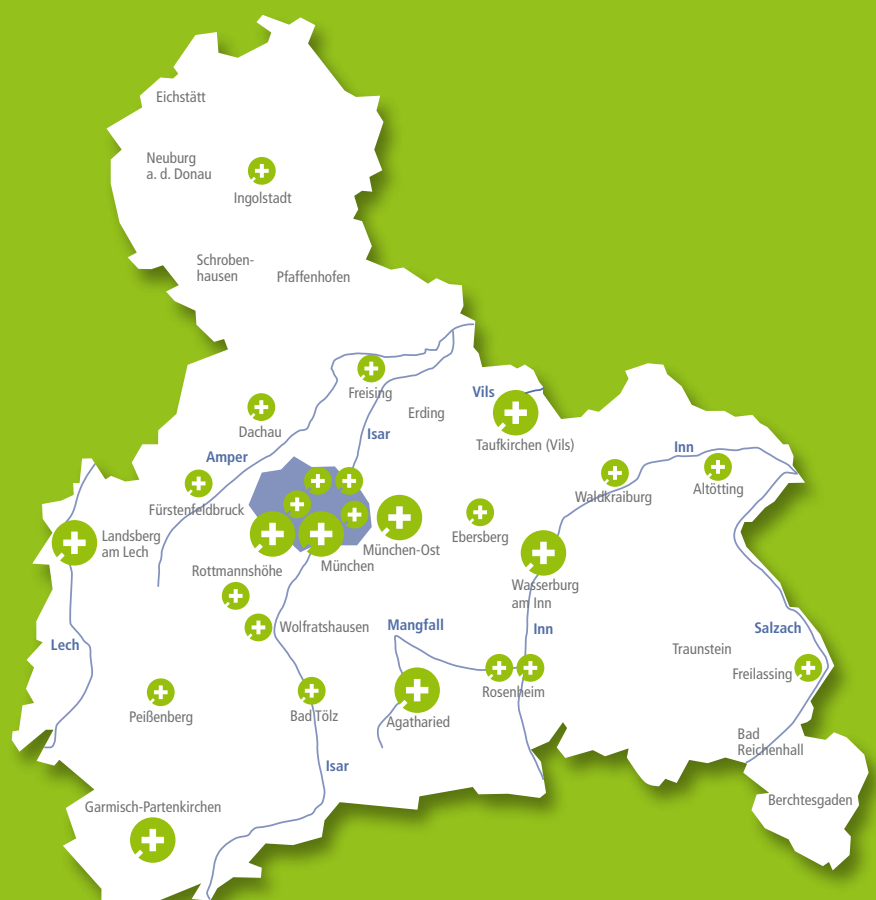 Eichstätt
Neuburg
a. d. Donau
Ingolstadt
Schroben-
hausen
Pfaffenhofen
Freising
Erding
Vils
Taufkirchen (Vils)
Dachau
Isar
Amper
Inn
Fürstenfeldbruck
Waldkraiburg
Altötting
Landsberg
am Lech
München-Ost
Ebersberg
München
Rottmannshöhe
Wasserburg
am Inn
Wolfratshausen
Mangfall
Inn
Salzach
Lech
Traunstein
Freilassing
Rosenheim
Peißenberg
Bad Tölz
Agatharied
Bad
Reichenhall
Isar
Garmisch-Partenkirchen
Berchtesgaden